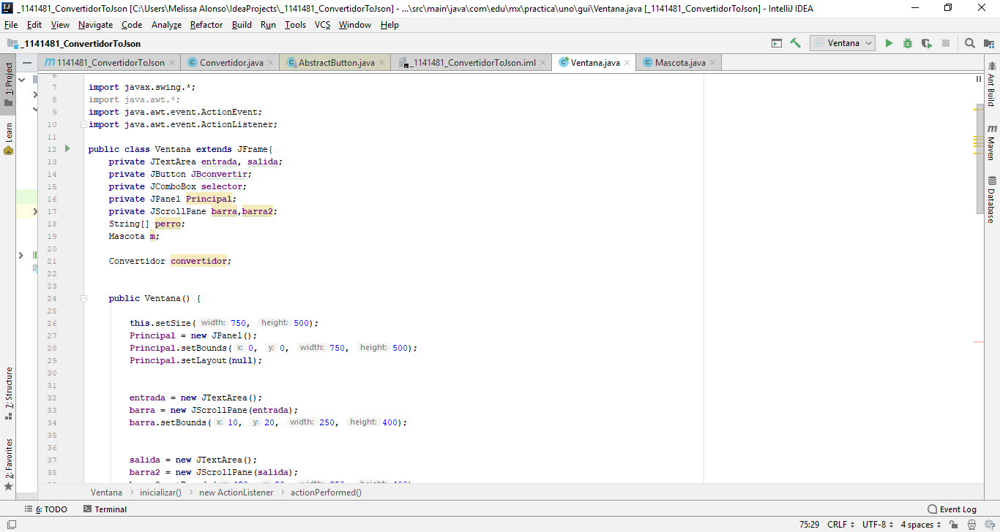 _1141481_ConvertidorToJson [C:\Users\Melissa Alonso\IdeaProjects\_1141481_ConvertidorToJson] - ...\src\main\java\com\edu\mx\practica\uno\gui\Ventana.java [_1141481_ConvertidorToJson] - IntelliJ IDEA
File Edit View Navigate Code Analyze Refactor Build Run Tools VCS Window Help
_1141481_ConvertidorToJson
Ventana
m 1141481_ConvertidorToJson Convertidor.java AbstractButton.java _1141481_ConvertidorToJson.iml Ventana.java Mascota.java
1: Project
Learn
7: Structure
2: Favorites
6
7 import javax.swing.*;
8 import java.awt.*;
9 import java.awt.event.ActionEvent;
10 import java.awt.event.ActionListener;
11
12 public class Ventana extends JFrame{
13 private JTextArea entrada, salida;
14 private JButton JBconvertir;
15 private JComboBox selector;
16 private JPanel Principal;
17 private JScrollPane barra,barra2;
18 String[] perro;
19 Mascota m;
20
21 Convertidor convertidor;
22
23
24 public Ventana() {
25
26 this.setSize( width: 750, height: 500);
27 Principal = new JPanel();
28 Principal.setBounds( x: 0, y: 0, width: 750, height: 500);
29 Principal.setLayout(null);
30
31
32 entrada = new JTextArea();
33 barra = new JScrollPane(entrada);
34 barra.setBounds( x: 10, y: 20, width: 250, height: 400);
35
36
37 salida = new JTextArea();
38 barra2 = new JScrollPane(salida);
Ant Build
m Maven
Database
Ventana inicializar() new ActionListener actionPerformed()
6: TODO Terminal Event Log
75:29 CRLF UTF-8 4 spaces